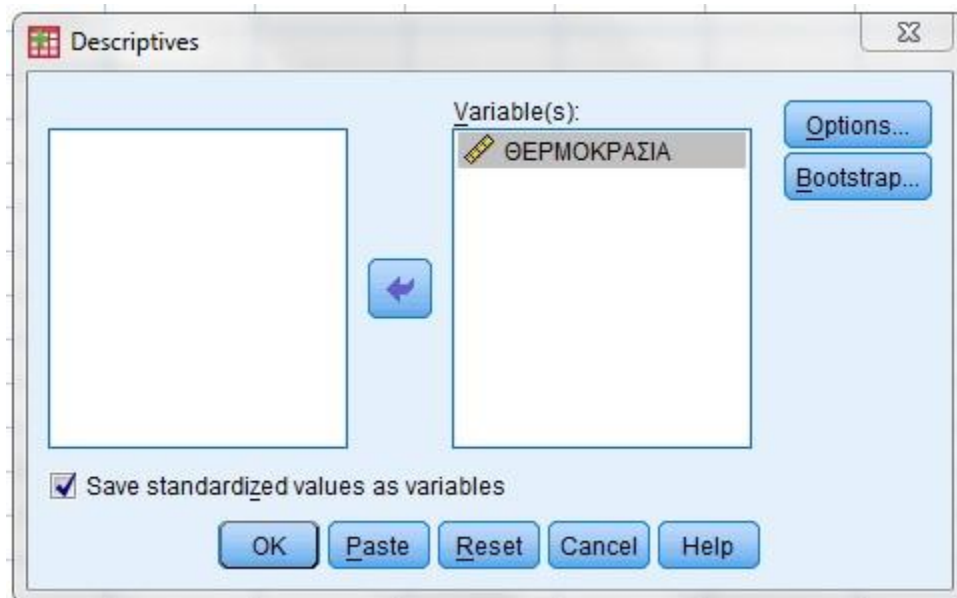 Descriptives
Variable(s):
ΘΕΡΜΟΚΡΑΣΙΑ
Options...
Bootstrap...
Save standardized values as variables
OK Paste Reset Cancel Help